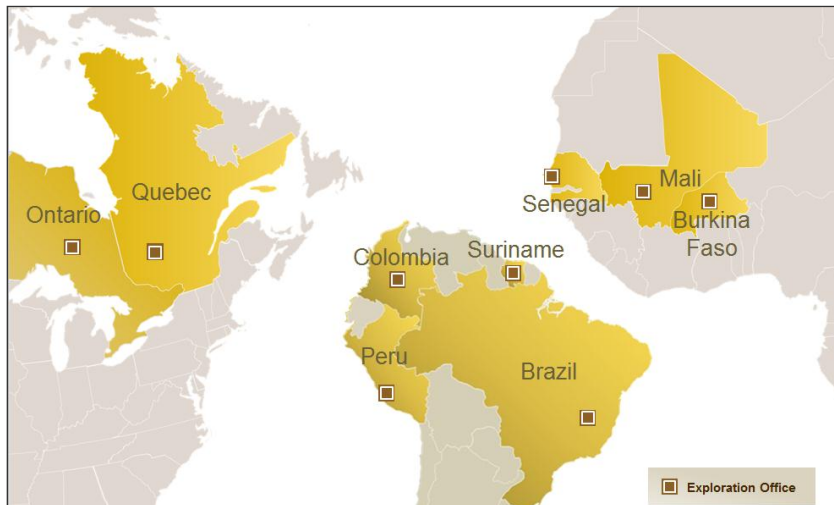 Quebec
Ontario
Mali
Senegal
Burkina
Faso
Suriname
Colombia
Peru
Brazil
Exploration Office